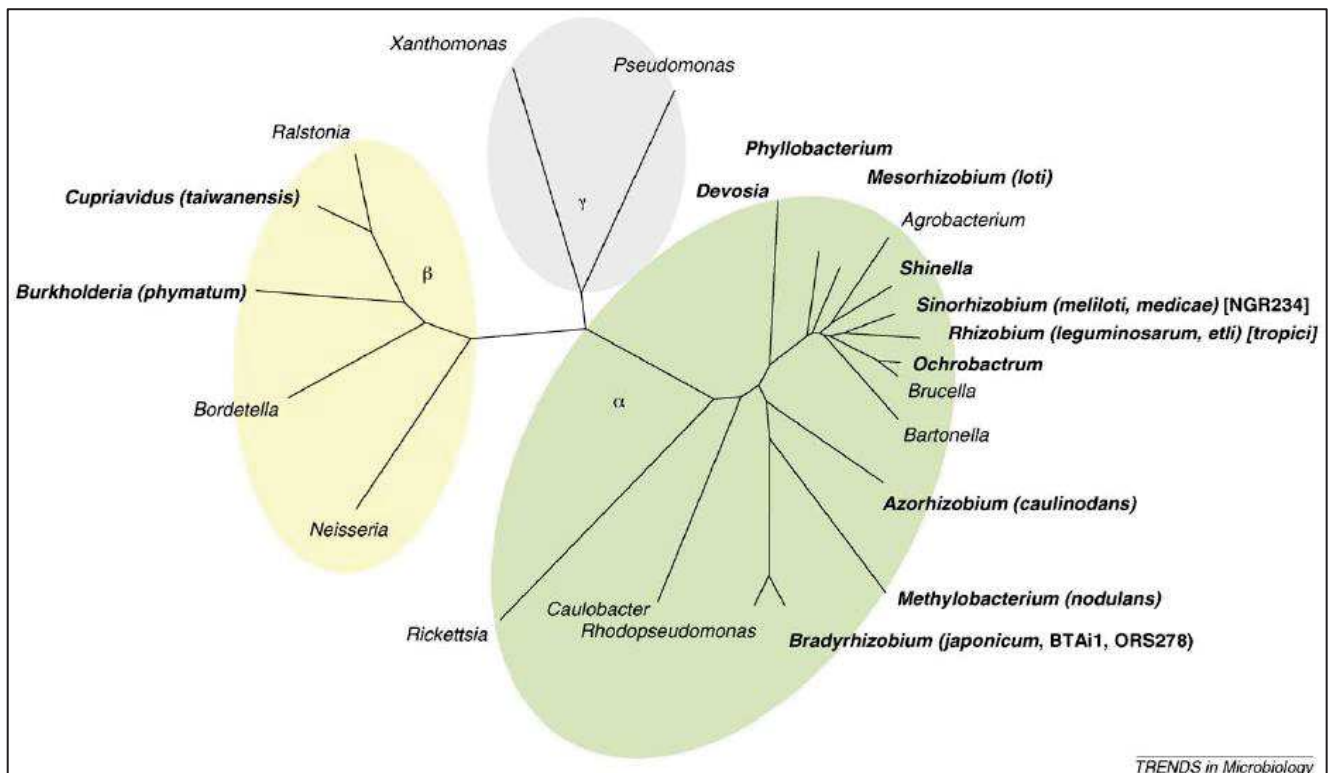 Xanthomonas
Pseudomonas
Ralstonia
Phyllobacterium
Mesorhizobium (loti)
Cupriavidus (taiwanensis)
Devosia
Agrobacterium
γ
β
Shinella
Burkholderia (phymatum)
Sinorhizobium (meliloti, medicae) [NGR234]
Rhizobium (leguminosarum, etli) [tropici]
Ochrobactrum
Brucella
α
Bordetella
Bartonella
Azorhizobium (caulinodans)
Neisseria
Methylobacterium (nodulans)
Caulobacter
Rickettsia
Rhodopseudomonas
Bradyrhizobium (japonicum, BTAi1, ORS278)
TRENDS in Microbiology